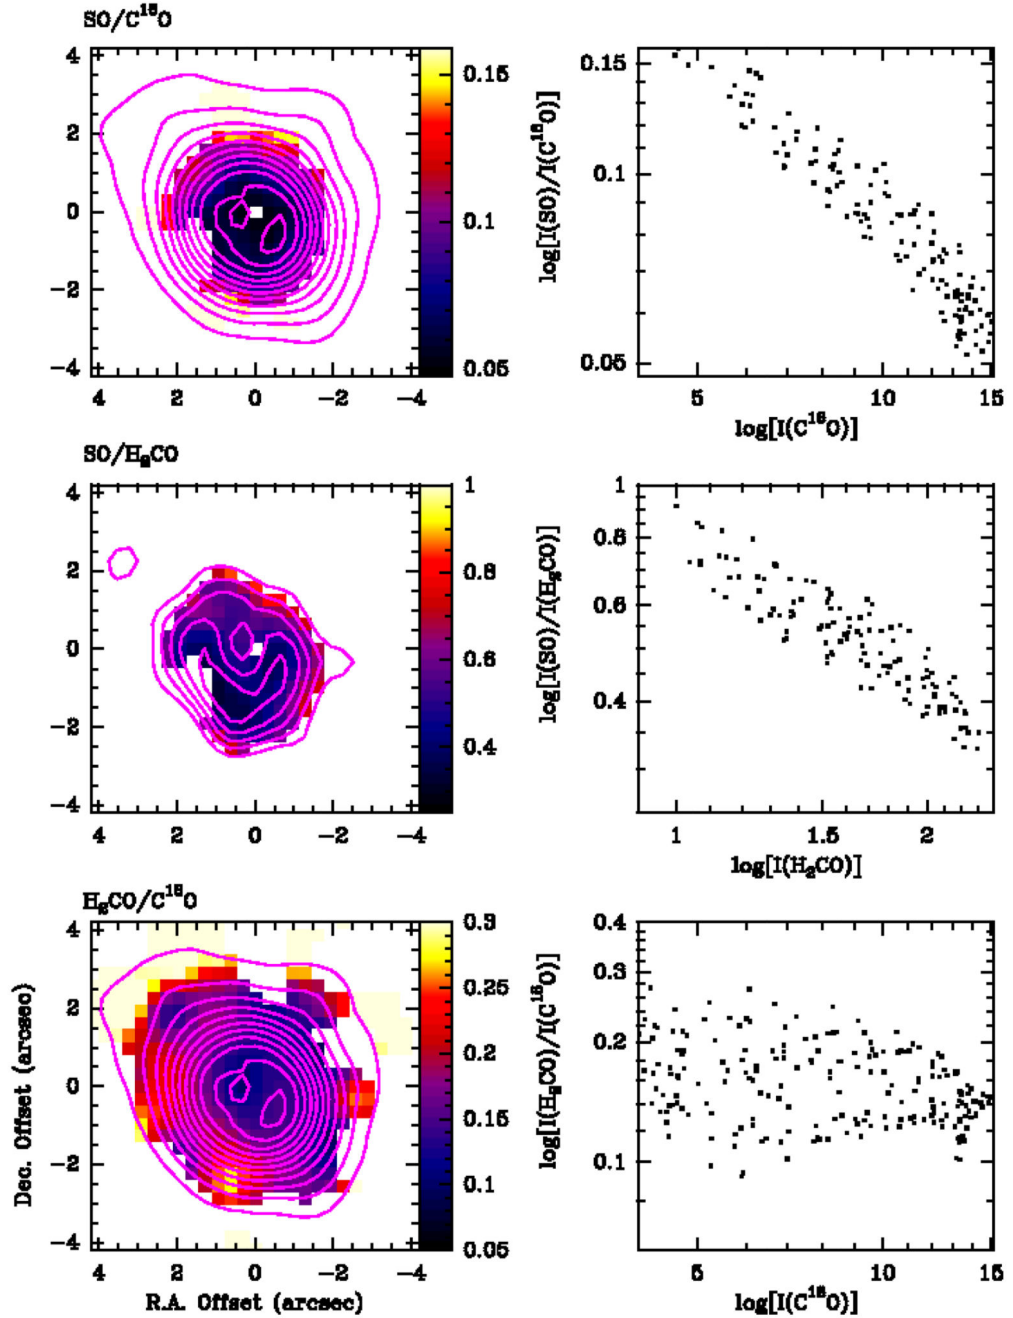 SO/C¹⁸O
4
2
0
−2
−4
4 2 0 −2 −4
0.15
0.1
0.05
log[I(SO)/I(C¹⁸O)]
0.15
0.1
0.05
5 10 15
log[I(C¹⁸O)]
SO/H₂CO
4
2
0
−2
−4
4 2 0 −2 −4
1
0.8
0.6
0.4
log[I(SO)/I(H₂CO)]
1
0.8
0.6
0.4
1 1.5 2
log[I(H₂CO)]
H₂CO/C¹⁸O
Dec. Offset (arcsec)
4
2
0
−2
−4
4 2 0 −2 −4
R.A. Offset (arcsec)
0.3
0.25
0.2
0.15
0.1
0.05
log[I(H₂CO)/I(C¹⁸O)]
0.4
0.3
0.2
0.1
5 10 15
log[I(C¹⁸O)]